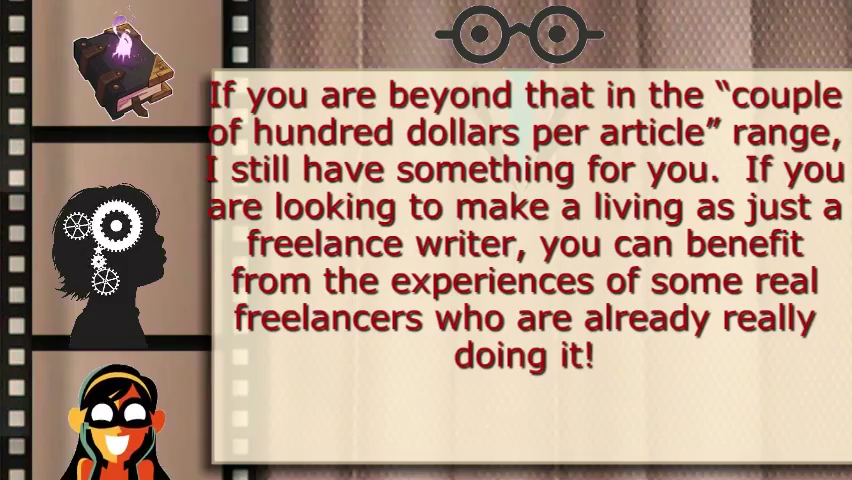 If you are beyond that in the “couple
of hundred dollars per article” range,
I still have something for you.  If you
are looking to make a living as just a
freelance writer, you can benefit
from the experiences of some real
freelancers who are already really
doing it!